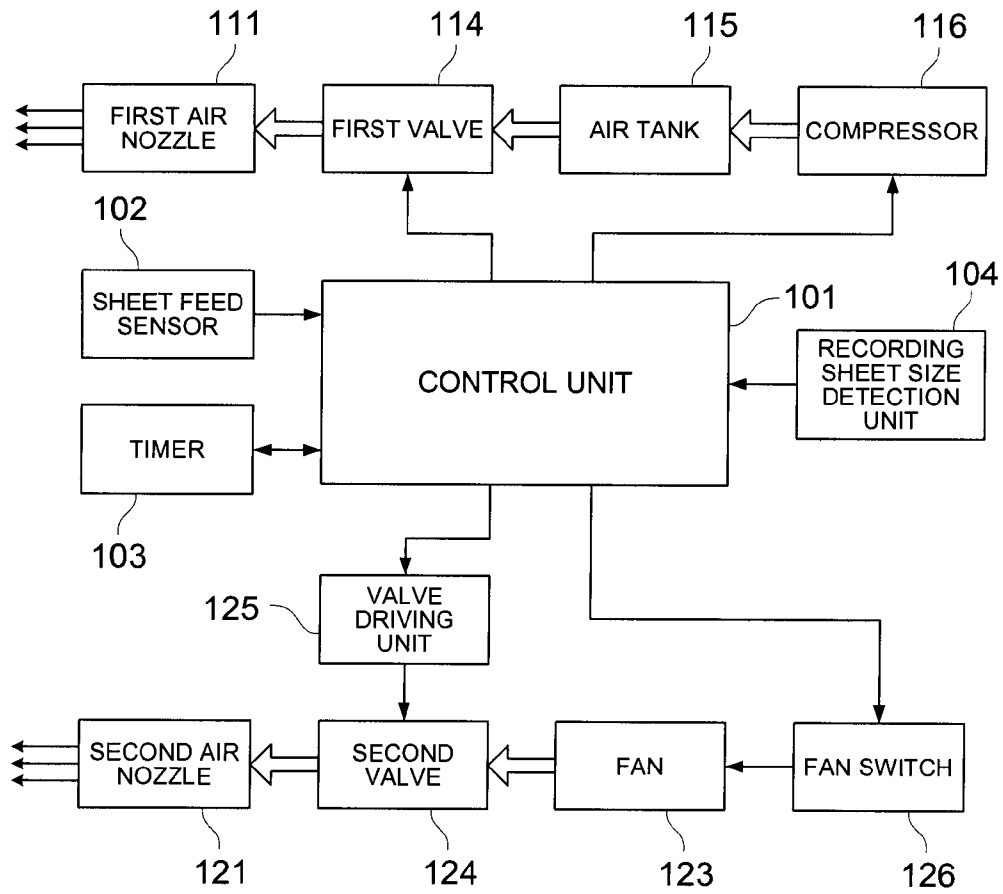 111
114
115
116
FIRST AIR
NOZZLE
FIRST VALVE
AIR TANK
COMPRESSOR
102
SHEET FEED
SENSOR
101
104
CONTROL UNIT
RECORDING
SHEET SIZE
DETECTION
UNIT
TIMER
103
125
VALVE
DRIVING
UNIT
SECOND AIR
NOZZLE
SECOND
VALVE
FAN
FAN SWITCH
121
124
123
126